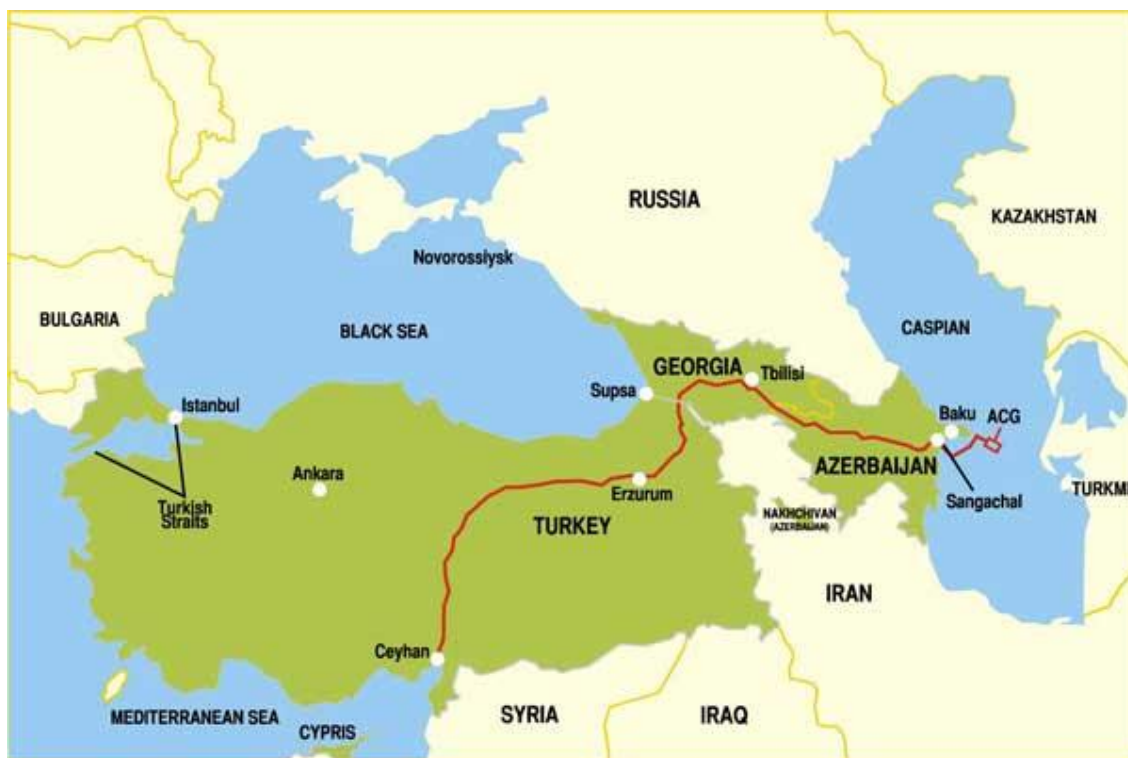 RUSSIA
KAZAKHSTAN
Novorossiysk
BULGARIA
BLACK SEA
CASPIAN
GEORGIA
Tbilisi
Supsa
Istanbul
Baku
ACG
AZERBAIJAN
Ankara
Erzurum
Sangachal
TURKM
Turkish
Straits
TURKEY
NAKHCHIVAN
(AZERBAIJAN)
IRAN
Ceyhan
MEDITERRANEAN SEA
SYRIA
IRAQ
CYPRIS